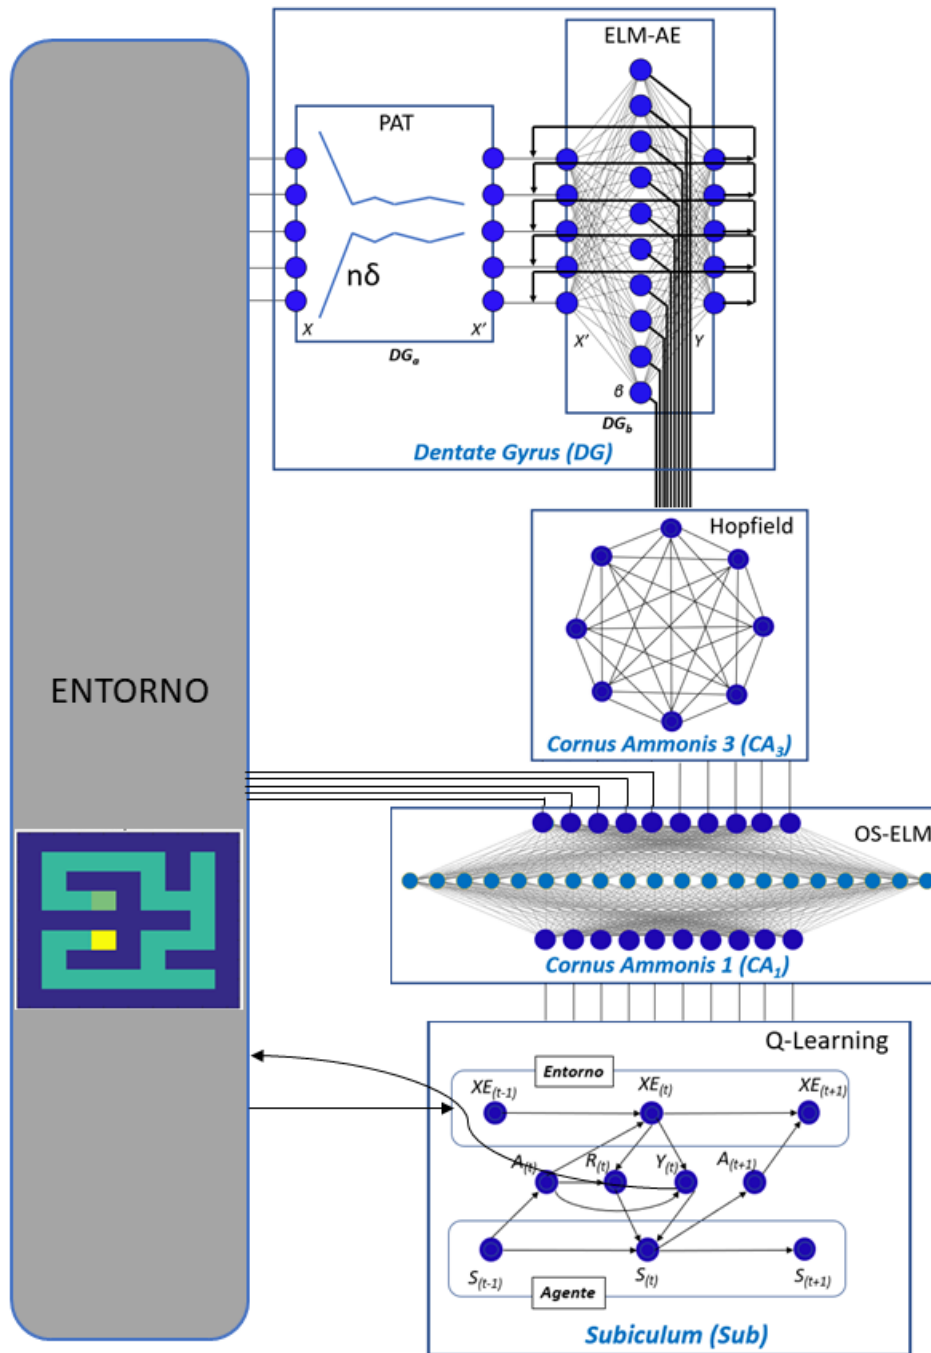 ELM-AE
PAT
nδ
X
X'
DGₐ
X'
Y
β
DG_b
Dentate Gyrus (DG)
Hopfield
Cornus Ammonis 3 (CA₃)
ENTORNO
OS-ELM
Cornus Ammonis 1 (CA₁)
Q-Learning
Entorno
XE(t-1)
XE(t)
XE(t+1)
A(t)
R(t)
Y(t)
A(t+1)
S(t-1)
S(t)
S(t+1)
Agente
Subiculum (Sub)